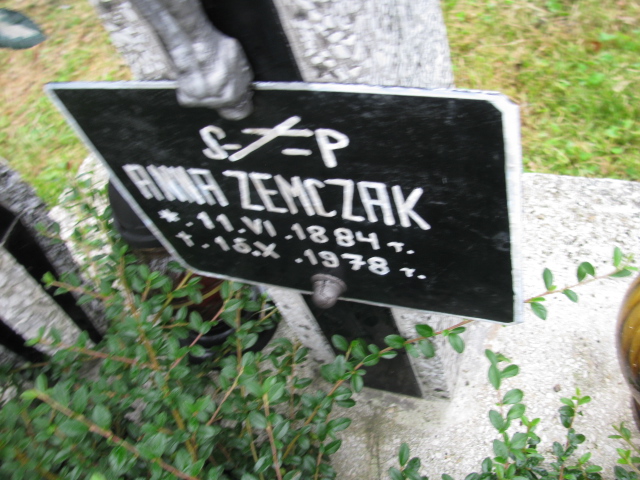 S-†-P
ANNA ZEMCZAK
*.11.VI.1884 r.
†.15.X.1978 r.